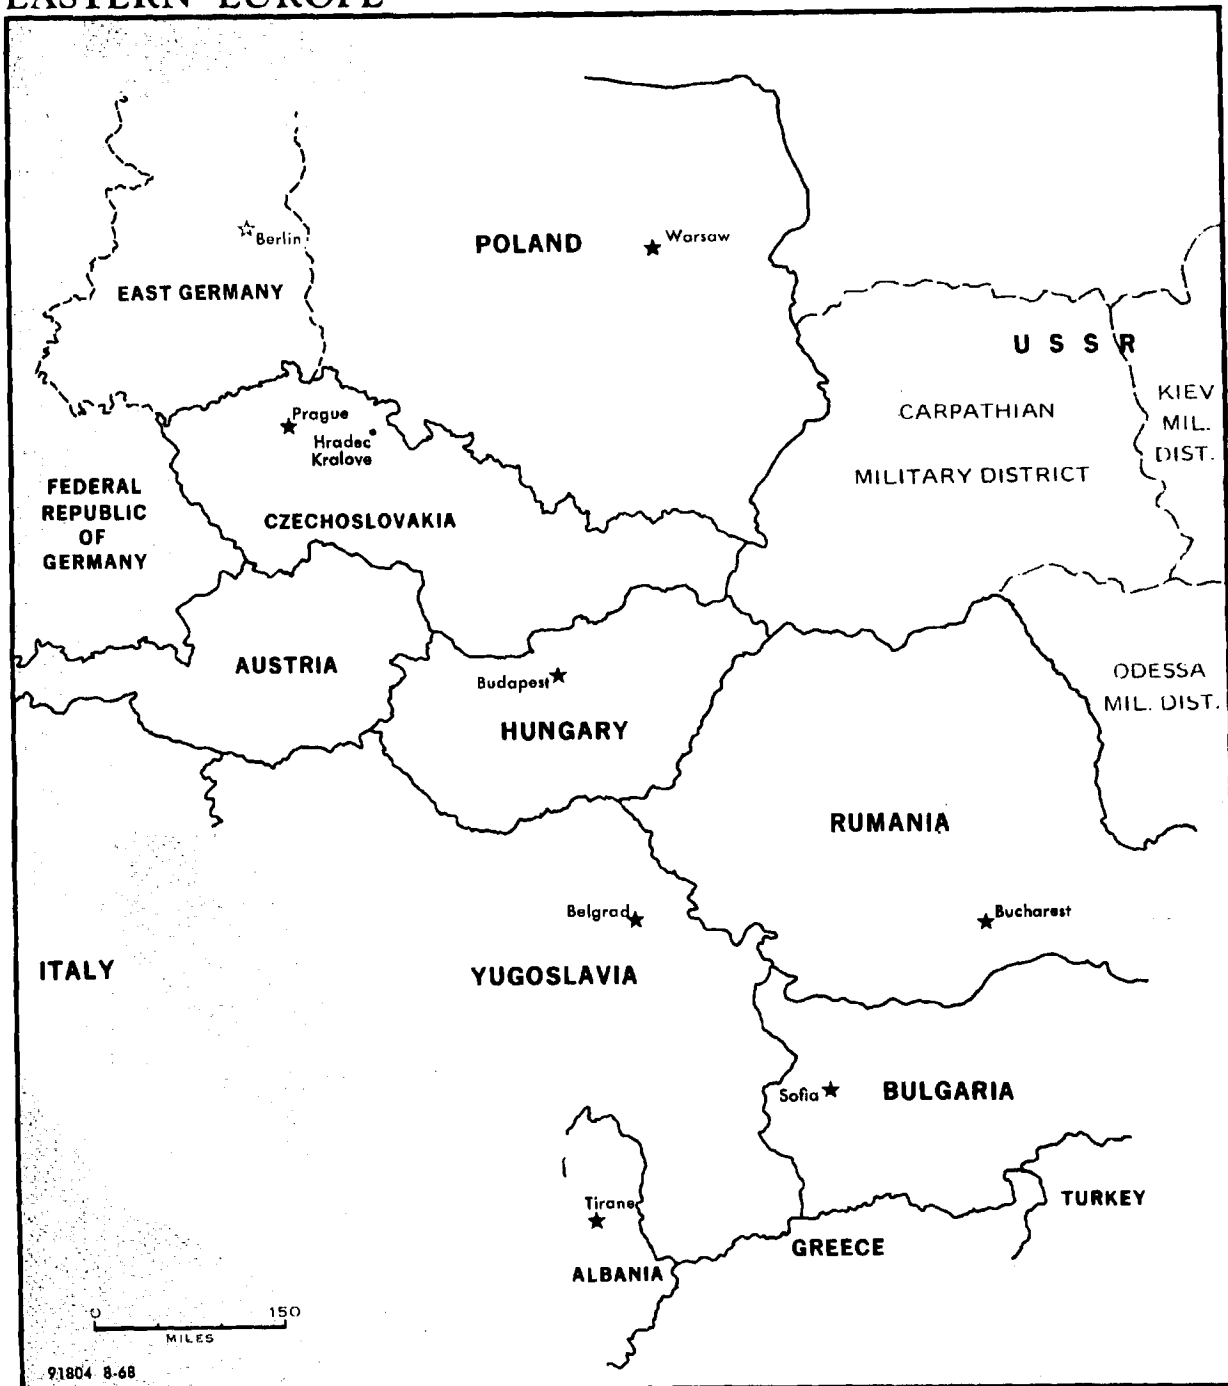 EASTERN EUROPE
Berlin
POLAND
Warsaw
EAST GERMANY
U S S R
Prague
Hradec
Kralove
CARPATHIAN
MILITARY DISTRICT
KIEV
MIL.
DIST.
FEDERAL
REPUBLIC
OF
GERMANY
CZECHOSLOVAKIA
AUSTRIA
Budapest
HUNGARY
ODESSA
MIL. DIST.
RUMANIA
Belgrad
Bucharest
ITALY
YUGOSLAVIA
Sofia
BULGARIA
Tirane
TURKEY
GREECE
ALBANIA
0 150
MILES
91804 8-68